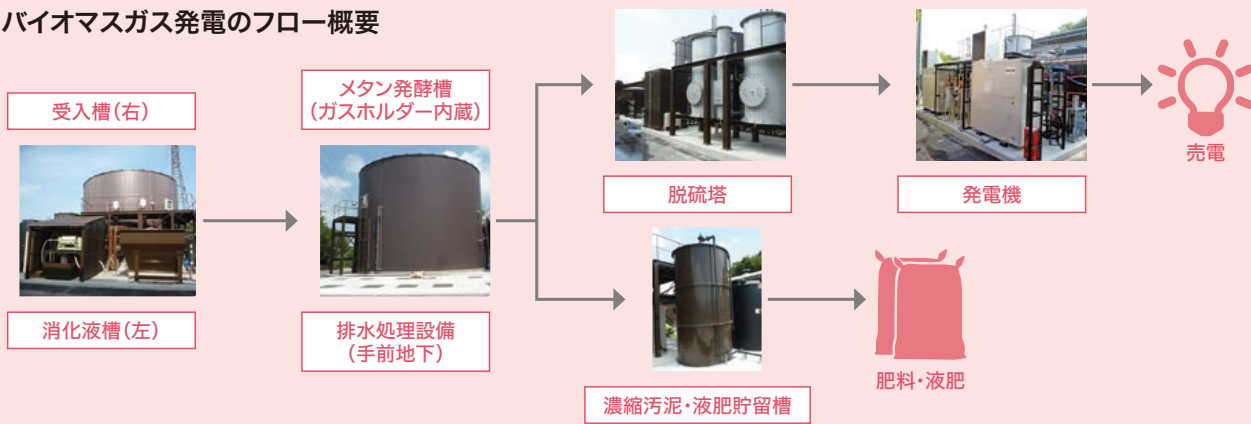 バイオマスガス発電のフロー概要
受入槽(右)
消化液槽(左)
メタン発酵槽
(ガスホルダー内蔵)
排水処理設備
(手前地下)
脱硫塔
発電機
売電
濃縮汚泥・液肥貯留槽
肥料・液肥